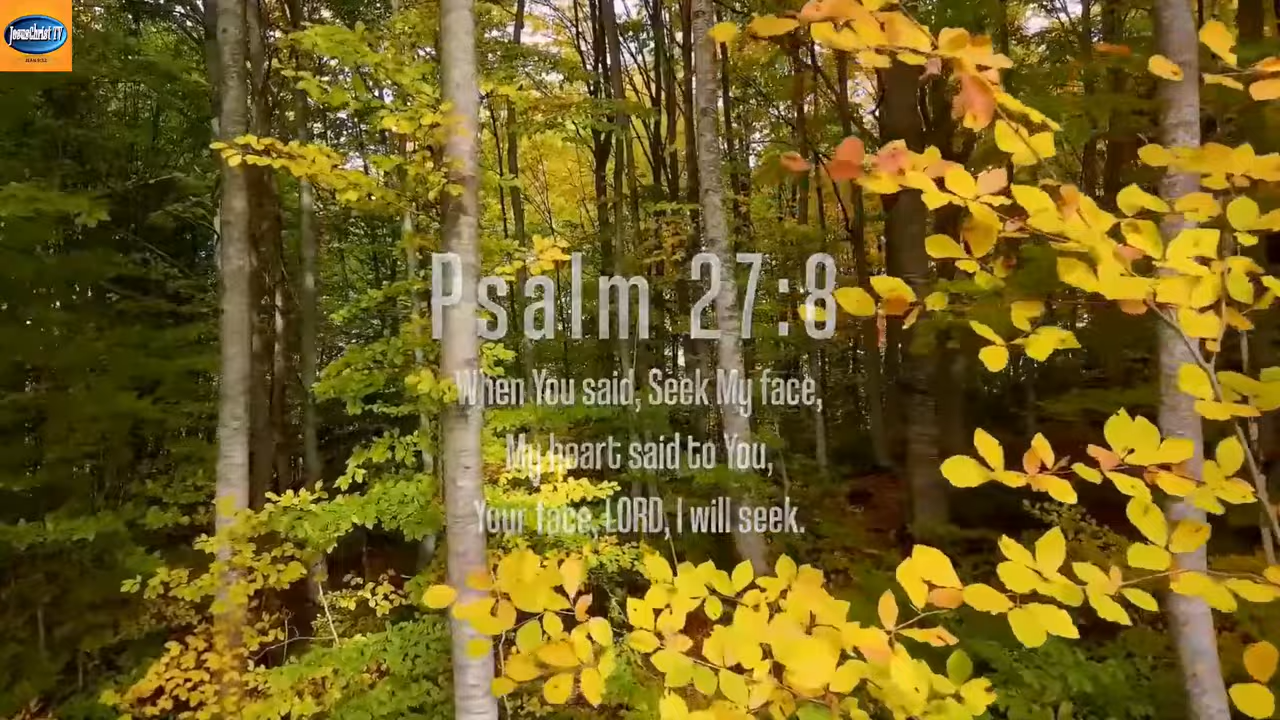 JesusChrist TV
Psalm 27:8
When You said, Seek My face,
My heart said to You,
Your face, LORD, I will seek.